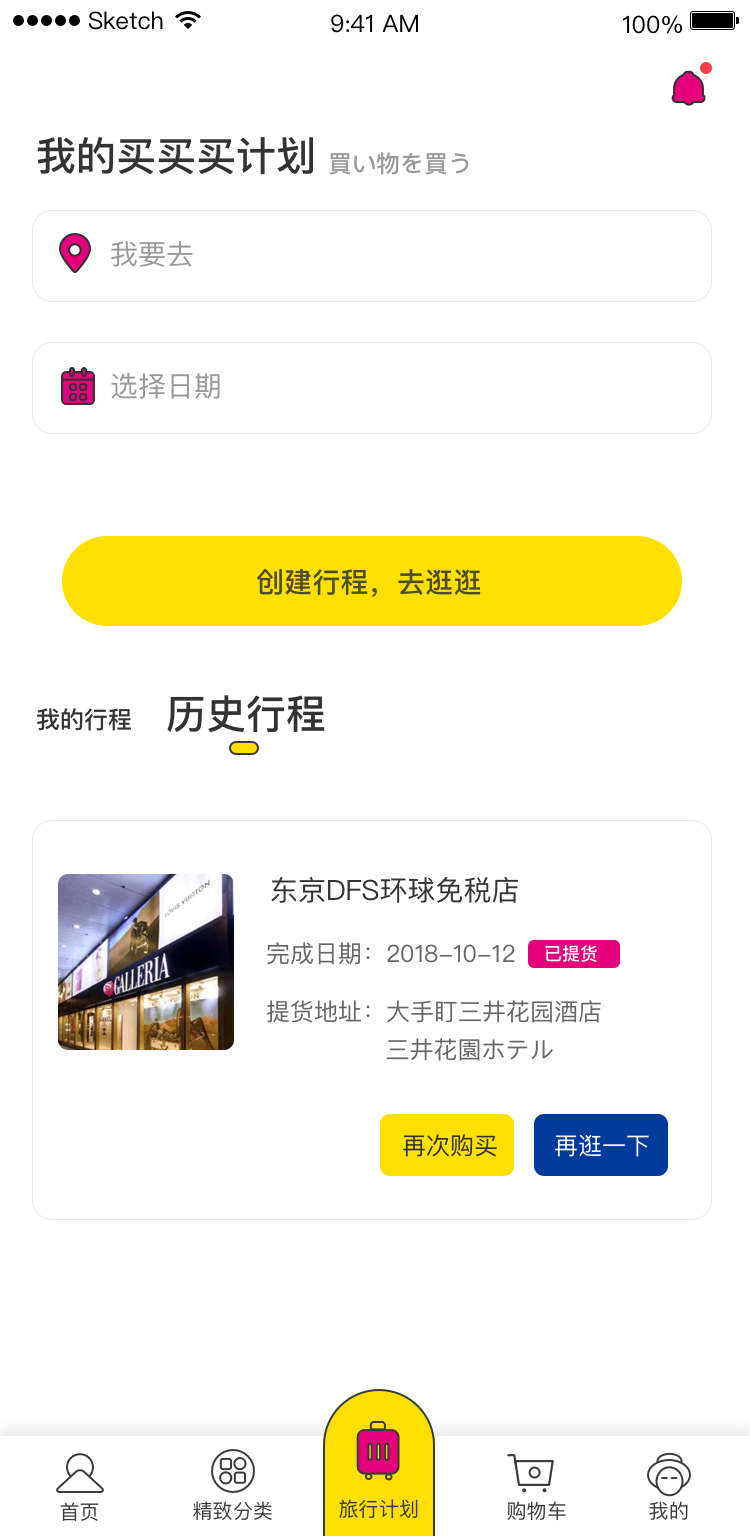 Sketch 9:41 AM 100%
我的买买买计划 買い物を買う
我要去
选择日期
创建行程，去逛逛
我的行程 历史行程
LOUIS VUITTON
GALLERIA
东京DFS环球免税店
完成日期：2018-10-12 已提货
提货地址：大手盯三井花园酒店
三井花園ホテル
再次购买 再逛一下
首页 精致分类 旅行计划 购物车 我的